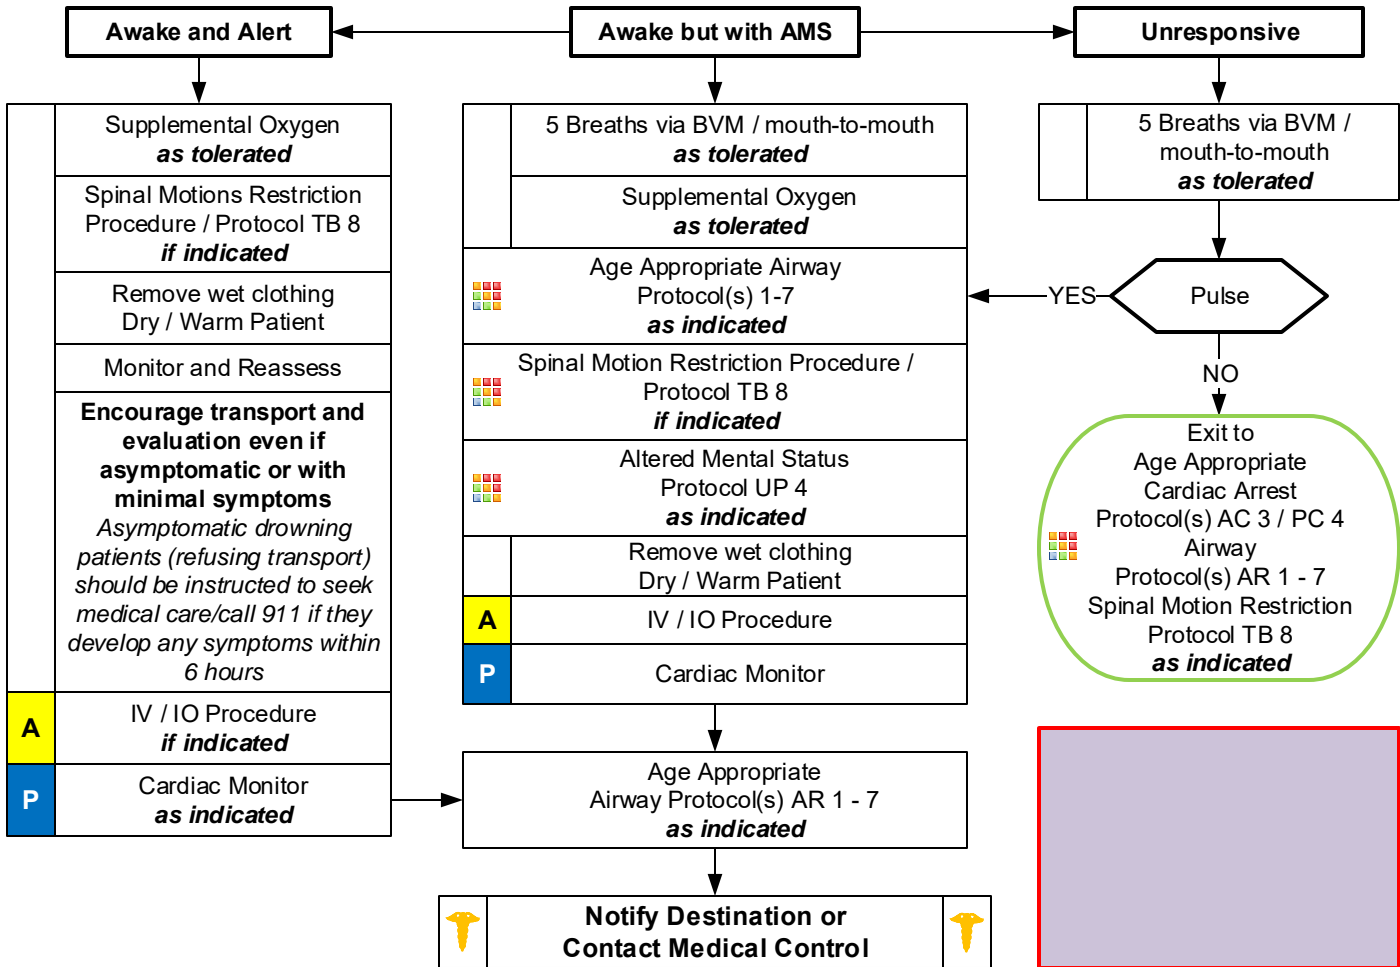 Awake and Alert
Awake but with AMS
Unresponsive
Supplemental Oxygen
as tolerated
Spinal Motions Restriction
Procedure / Protocol TB 8
if indicated
Remove wet clothing
Dry / Warm Patient
Monitor and Reassess
Encourage transport and
evaluation even if
asymptomatic or with
minimal symptoms
Asymptomatic drowning
patients (refusing transport)
should be instructed to seek
medical care/call 911 if they
develop any symptoms within
6 hours
A
IV / IO Procedure
if indicated
P
Cardiac Monitor
as indicated
5 Breaths via BVM / mouth-to-mouth
as tolerated
Supplemental Oxygen
as tolerated
Age Appropriate Airway
Protocol(s) 1-7
as indicated
Spinal Motion Restriction Procedure /
Protocol TB 8
if indicated
Altered Mental Status
Protocol UP 4
as indicated
Remove wet clothing
Dry / Warm Patient
A
IV / IO Procedure
P
Cardiac Monitor
Age Appropriate
Airway Protocol(s) AR 1 - 7
as indicated
Notify Destination or
Contact Medical Control
5 Breaths via BVM /
mouth-to-mouth
as tolerated
YES
Pulse
NO
Exit to
Age Appropriate
Cardiac Arrest
Protocol(s) AC 3 / PC 4
Airway
Protocol(s) AR 1 - 7
Spinal Motion Restriction
Protocol TB 8
as indicated